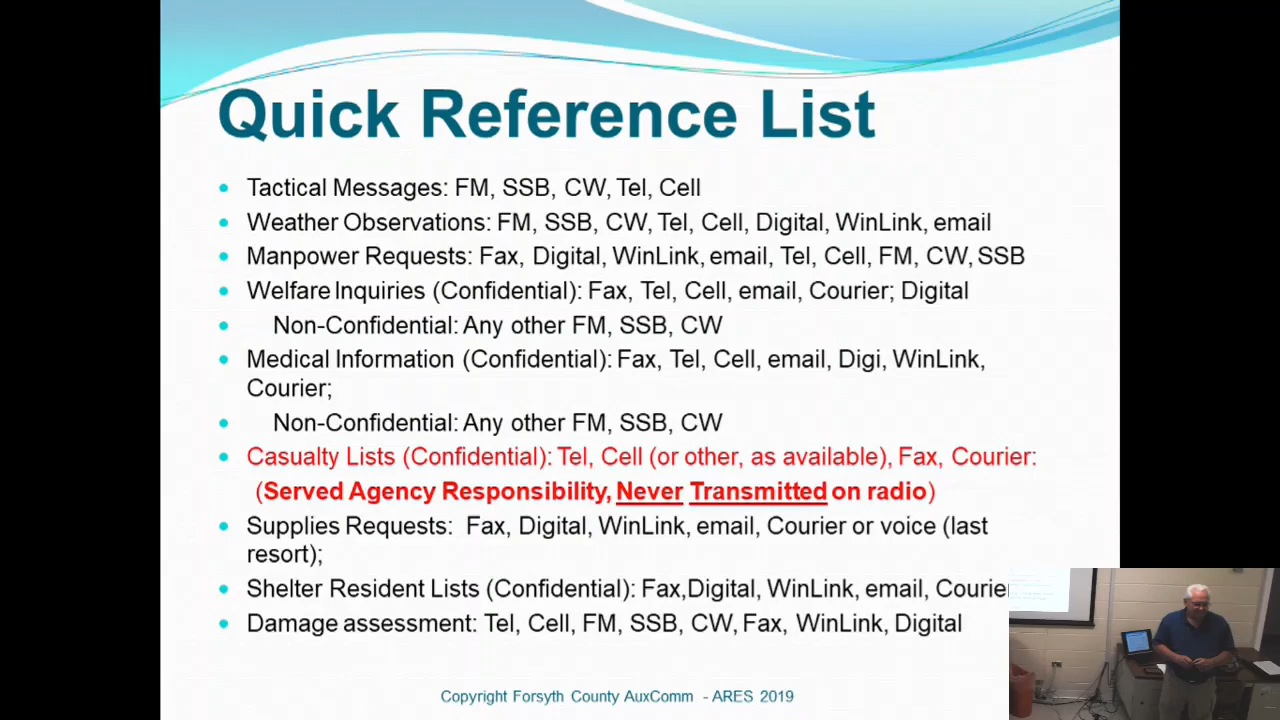 Quick Reference List
• Tactical Messages: FM, SSB, CW, Tel, Cell
• Weather Observations: FM, SSB, CW, Tel, Cell, Digital, WinLink, email
• Manpower Requests: Fax, Digital, WinLink, email, Tel, Cell, FM, CW, SSB
• Welfare Inquiries (Confidential): Fax, Tel, Cell, email, Courier; Digital
• Non-Confidential: Any other FM, SSB, CW
• Medical Information (Confidential): Fax, Tel, Cell, email, Digi, WinLink,
Courier;
• Non-Confidential: Any other FM, SSB, CW
• Casualty Lists (Confidential): Tel, Cell (or other, as available), Fax, Courier:
(Served Agency Responsibility, Never Transmitted on radio)
• Supplies Requests: Fax, Digital, WinLink, email, Courier or voice (last
resort);
• Shelter Resident Lists (Confidential): Fax,Digital, WinLink, email, Courier
• Damage assessment: Tel, Cell, FM, SSB, CW, Fax, WinLink, Digital
Copyright Forsyth County AuxComm - ARES 2019